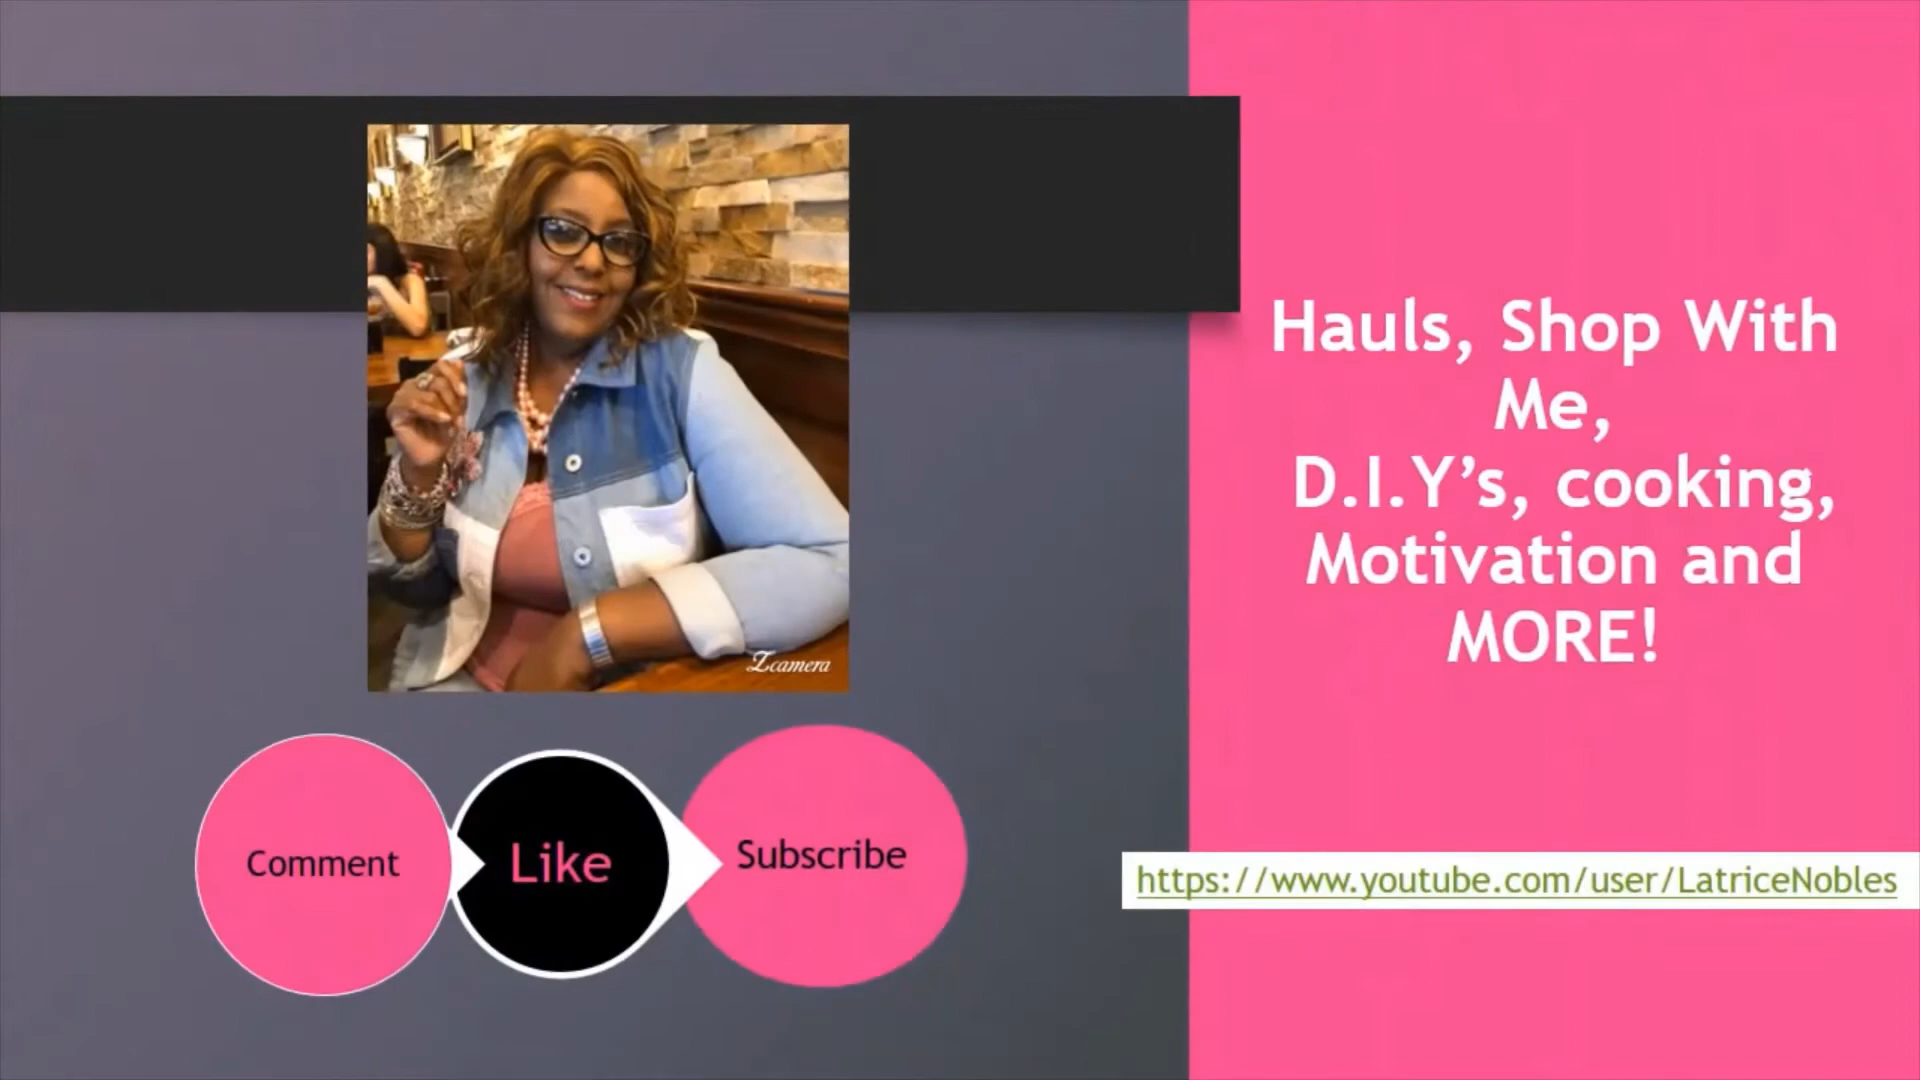 Zcamera
Hauls, Shop With
Me,
D.I.Y’s, cooking,
Motivation and
MORE!
Comment
Like
Subscribe
https://www.youtube.com/user/LatriceNobles